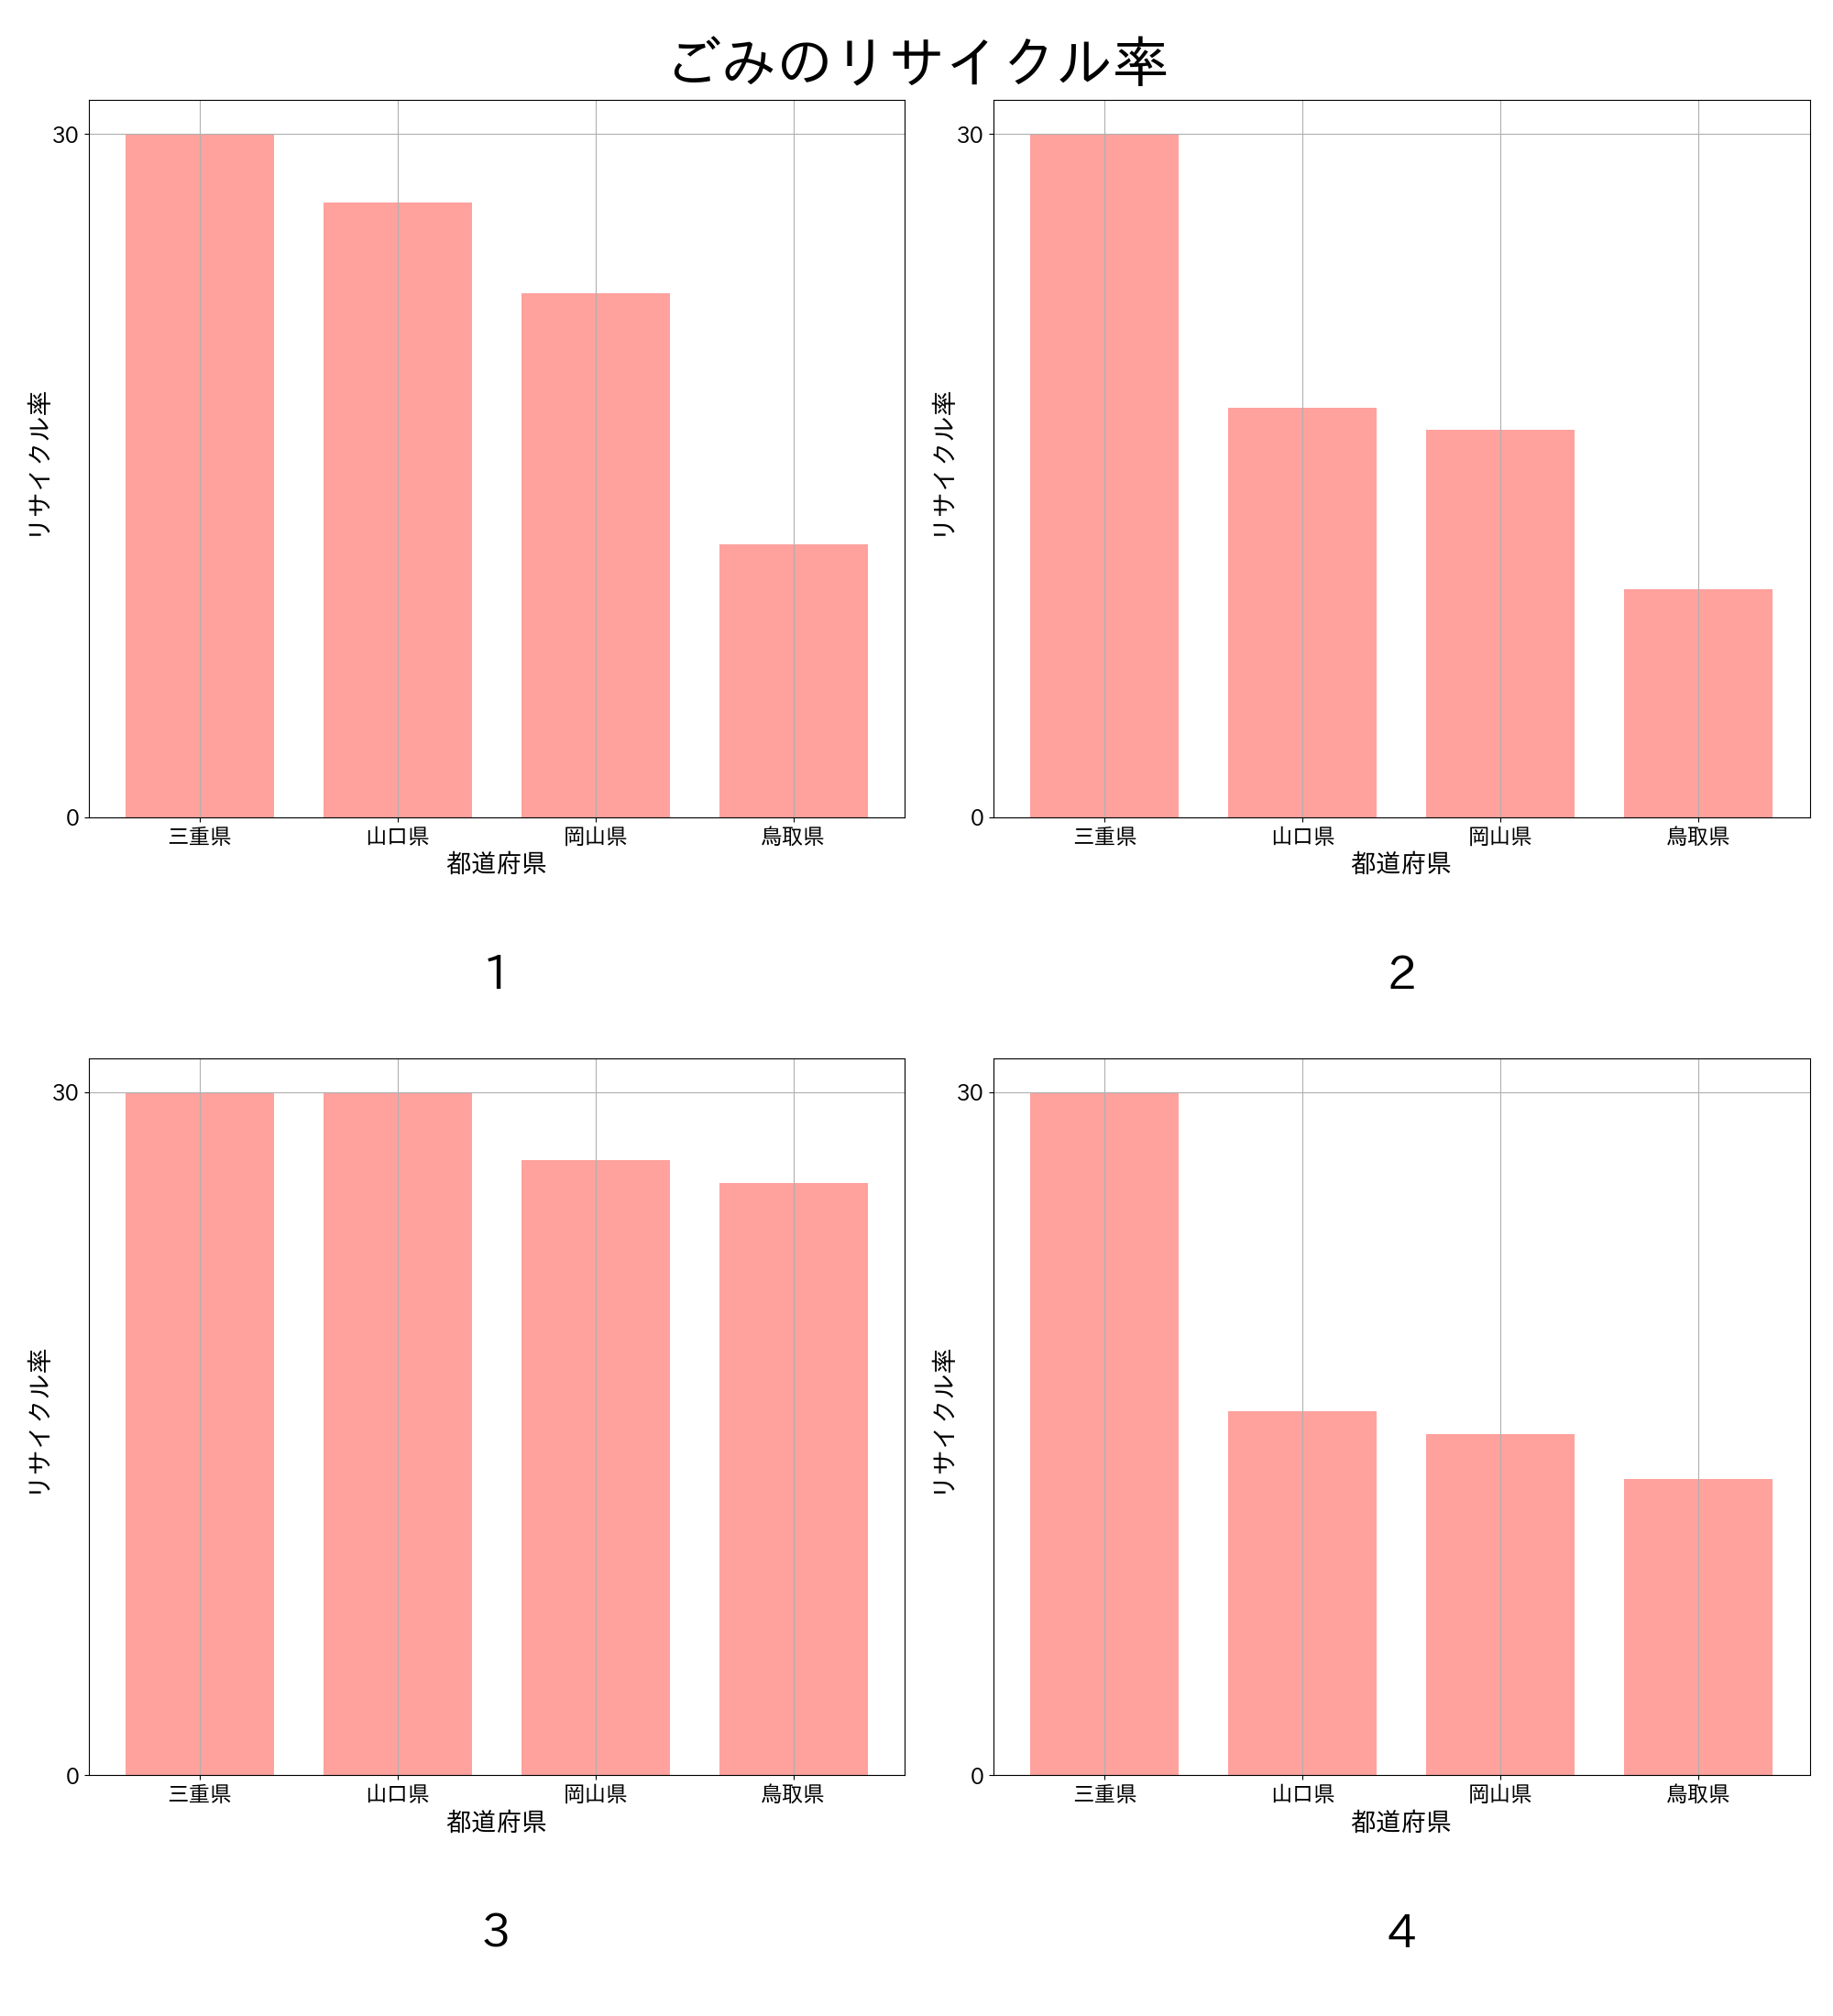 ごみのリサイクル率
30
0
リサイクル率
三重県 山口県 岡山県 鳥取県
都道府県
1
30
0
リサイクル率
三重県 山口県 岡山県 鳥取県
都道府県
2
30
0
リサイクル率
三重県 山口県 岡山県 鳥取県
都道府県
3
30
0
リサイクル率
三重県 山口県 岡山県 鳥取県
都道府県
4